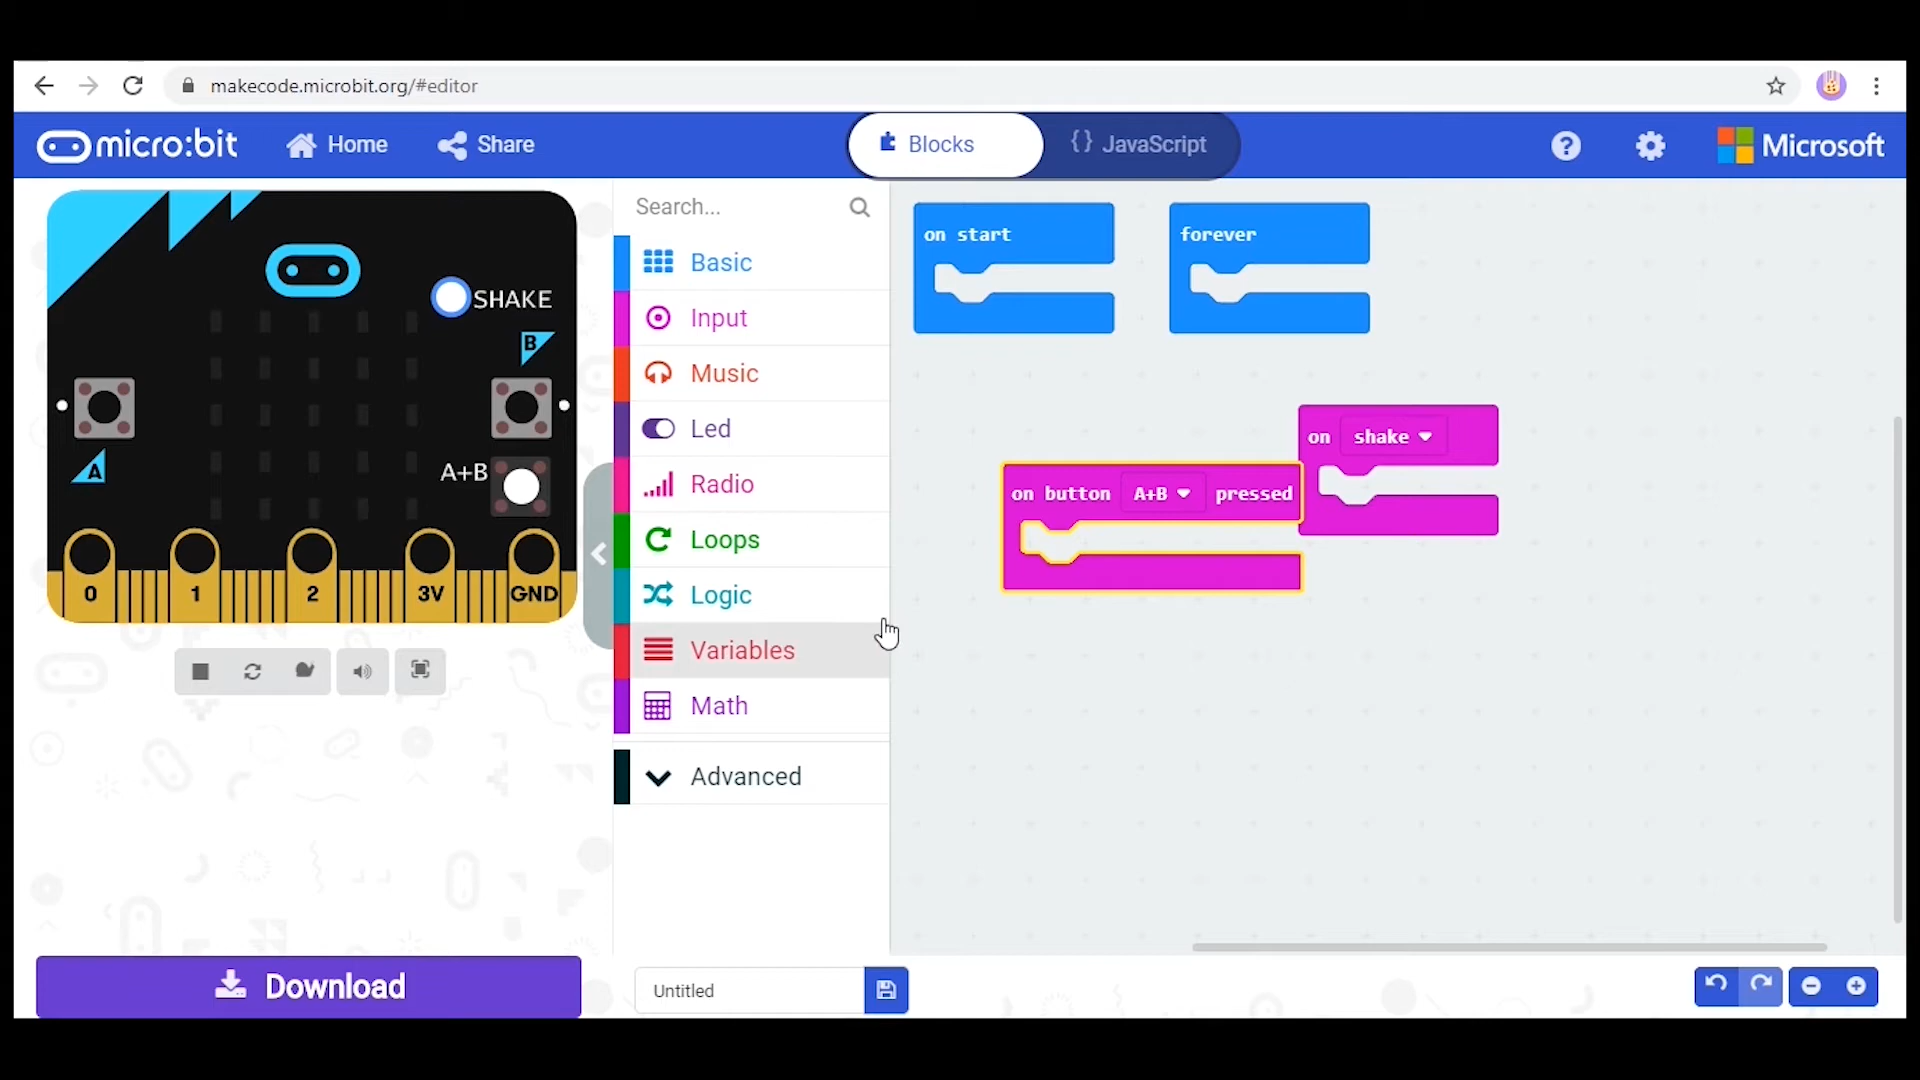 makecode.microbit.org/#editor
micro:bit
Home
Share
Blocks
{} JavaScript
Microsoft
SHAKE
B
A
A+B
0
1
2
3V
GND
Search...
Basic
Input
Music
Led
Radio
Loops
Logic
Variables
Math
Advanced
on start
forever
on shake
on button A+B pressed
Download
Untitled